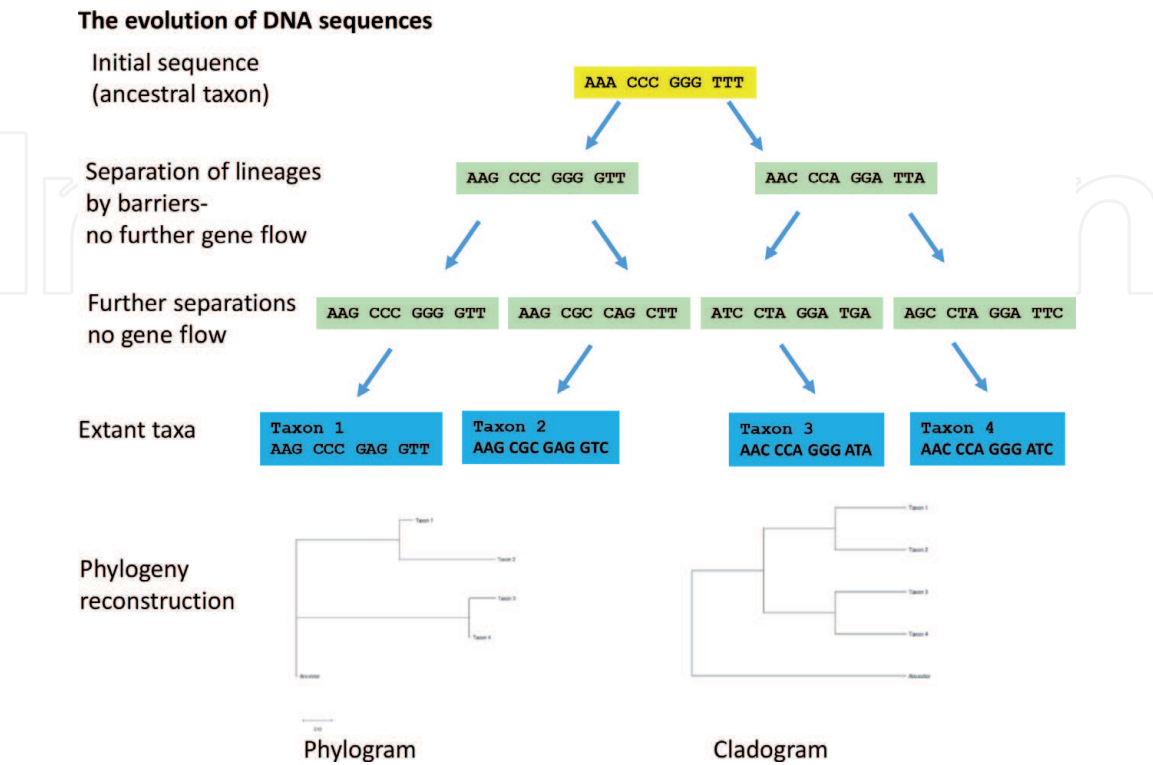 The evolution of DNA sequences
Initial sequence
(ancestral taxon)
AAA CCC GGG TTT
Separation of lineages
by barriers-
no further gene flow
AAG CCC GGG GTT
AAC CCA GGA TTA
Further separations
no gene flow
AAG CCC GGG GTT
AAG CGC CAG CTT
ATC CTA GGA TGA
AGC CTA GGA TTC
Extant taxa
Taxon 1
AAG CCC GAG GTT
Taxon 2
AAG CGC GAG GTC
Taxon 3
AAC CCA GGG ATA
Taxon 4
AAC CCA GGG ATC
Phylogeny
reconstruction
Taxon 1
Taxon 2
Taxon 3
Taxon 4
Ancestor
Phylogram
Taxon 1
Taxon 2
Taxon 3
Taxon 4
Ancestor
Cladogram